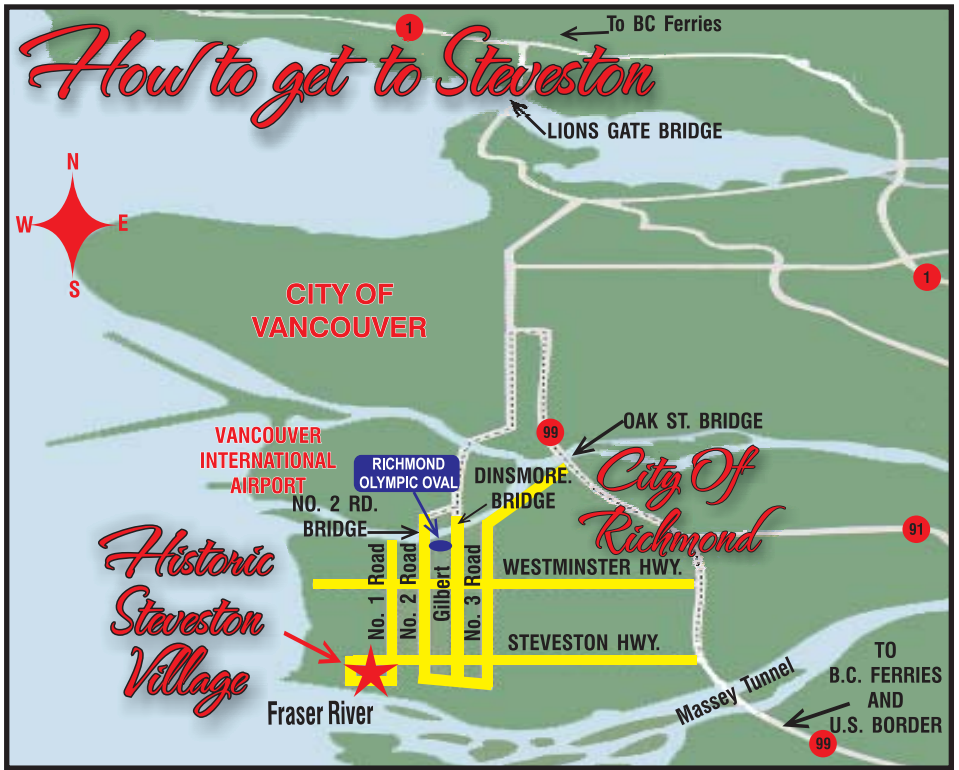 1
To BC Ferries
How to get to Steveston
LIONS GATE BRIDGE
N
W
E
S
1
CITY OF
VANCOUVER
OAK ST. BRIDGE
99
VANCOUVER
INTERNATIONAL
AIRPORT
RICHMOND
OLYMPIC OVAL
DINSMORE.
BRIDGE
City Of
Richmond
NO. 2 RD.
BRIDGE
91
Historic
Steveston
Village
No. 1 Road
No. 2 Road
Gilbert
No. 3 Road
WESTMINSTER HWY.
STEVESTON HWY.
TO
B.C. FERRIES
AND
U.S. BORDER
Massey Tunnel
Fraser River
99